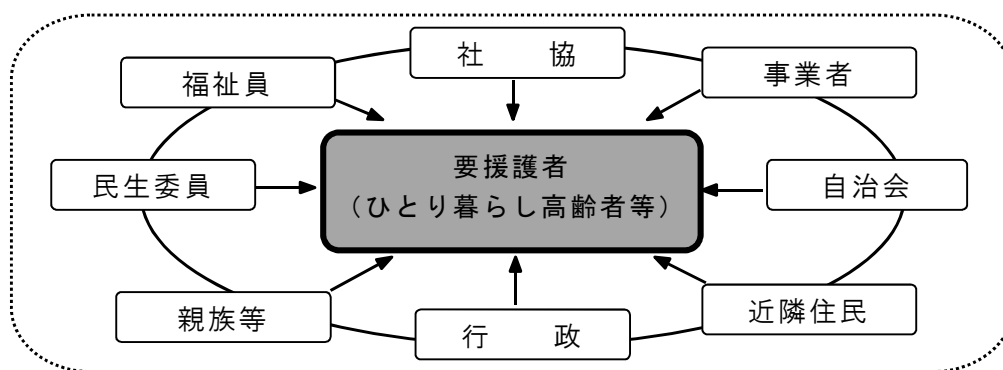 社　協
福祉員
事業者
要援護者
（ひとり暮らし高齢者等）
民生委員
自治会
親族等
行　政
近隣住民